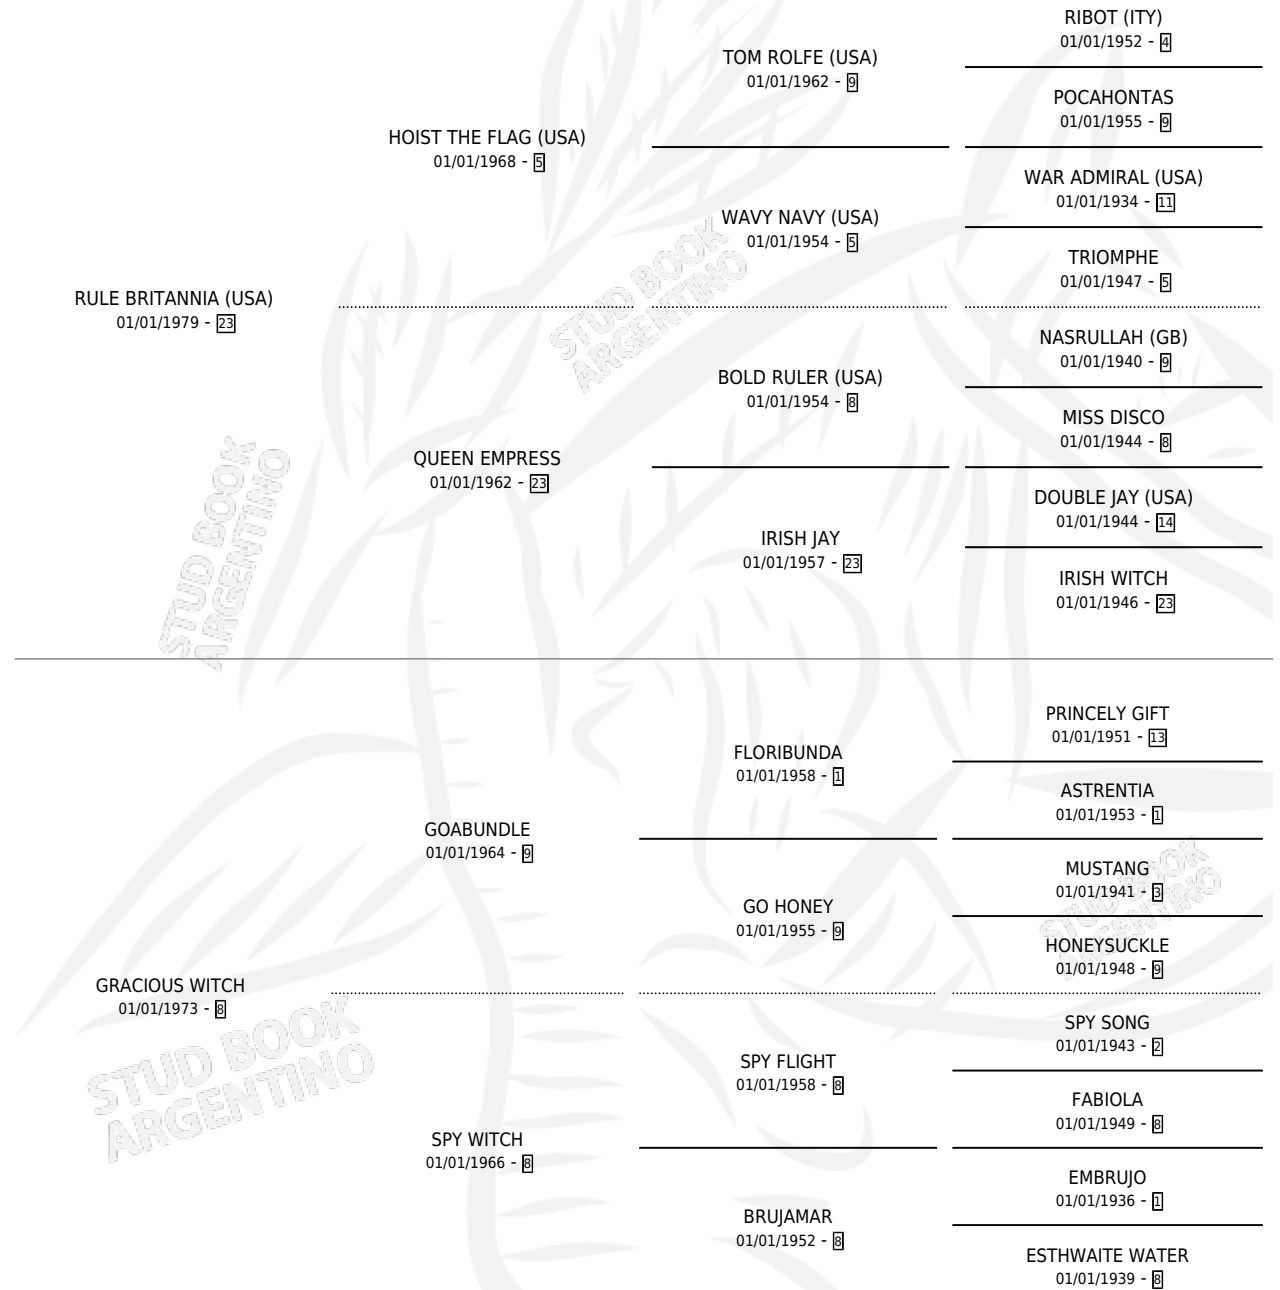 RIBOT (ITY)
01/01/1952 - 4
TOM ROLFE (USA)
01/01/1962 - 9
POCAHONTAS
01/01/1955 - 9
HOIST THE FLAG (USA)
01/01/1968 - 5
WAR ADMIRAL (USA)
01/01/1934 - 11
WAVY NAVY (USA)
01/01/1954 - 5
TRIOMPHE
01/01/1947 - 5
RULE BRITANNIA (USA)
01/01/1979 - 23
STUD BOOK
ARGENTINO
NASRULLAH (GB)
01/01/1940 - 9
BOLD RULER (USA)
01/01/1954 - 8
MISS DISCO
01/01/1944 - 8
QUEEN EMPRESS
01/01/1962 - 23
DOUBLE JAY (USA)
01/01/1944 - 14
IRISH JAY
01/01/1957 - 23
IRISH WITCH
01/01/1946 - 23
STUD BOOK
ARGENTINO
PRINCELY GIFT
01/01/1951 - 13
FLORIBUNDA
01/01/1958 - 1
ASTRENTIA
01/01/1953 - 1
GOABUNDLE
01/01/1964 - 9
MUSTANG
01/01/1941 - 3
GO HONEY
01/01/1955 - 9
HONEYSUCKLE
01/01/1948 - 9
STUD BOOK
ARGENTINO
GRACIOUS WITCH
01/01/1973 - 8
SPY SONG
01/01/1943 - 2
SPY FLIGHT
01/01/1958 - 8
FABIOLA
01/01/1949 - 8
STUD BOOK
ARGENTINO
SPY WITCH
01/01/1966 - 8
EMBRUJO
01/01/1936 - 1
BRUJAMAR
01/01/1952 - 8
ESTHWAITE WATER
01/01/1939 - 8